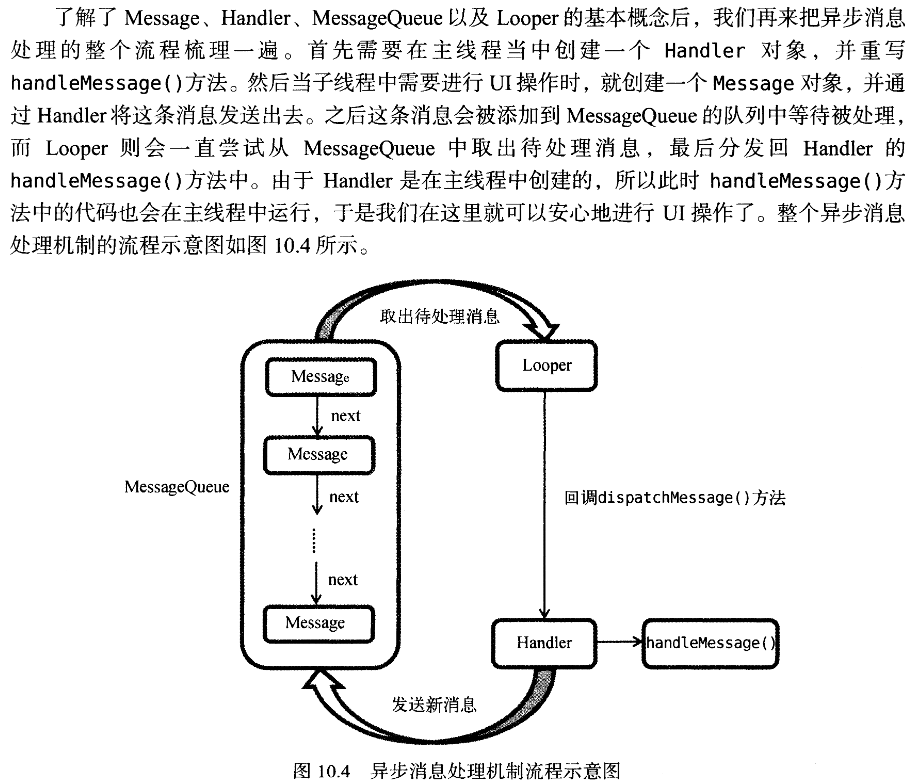 了解了 Message、Handler、MessageQueue 以及 Looper 的基本概念后，我们再来把异步消息
处理的整个流程梳理一遍。首先需要在主线程当中创建一个 Handler 对象，并重写
handleMessage()方法。然后当子线程中需要进行 UI 操作时，就创建一个 Message 对象，并通
过 Handler 将这条消息发送出去。之后这条消息会被添加到 MessageQueue 的队列中等待被处理，
而 Looper 则会一直尝试从 MessageQueue 中取出待处理消息，最后分发回 Handler 的
handleMessage()方法中。由于 Handler 是在主线程中创建的，所以此时 handleMessage()方
法中的代码也会在主线程中运行，于是我们在这里就可以安心地进行 UI 操作了。整个异步消息
处理机制的流程示意图如图 10.4 所示。
取出待处理消息
Looper
Message
next
Message
next
MessageQueue
回调dispatchMessage()方法
......
next
Message
Handler
handleMessage()
发送新消息
图 10.4 异步消息处理机制流程示意图